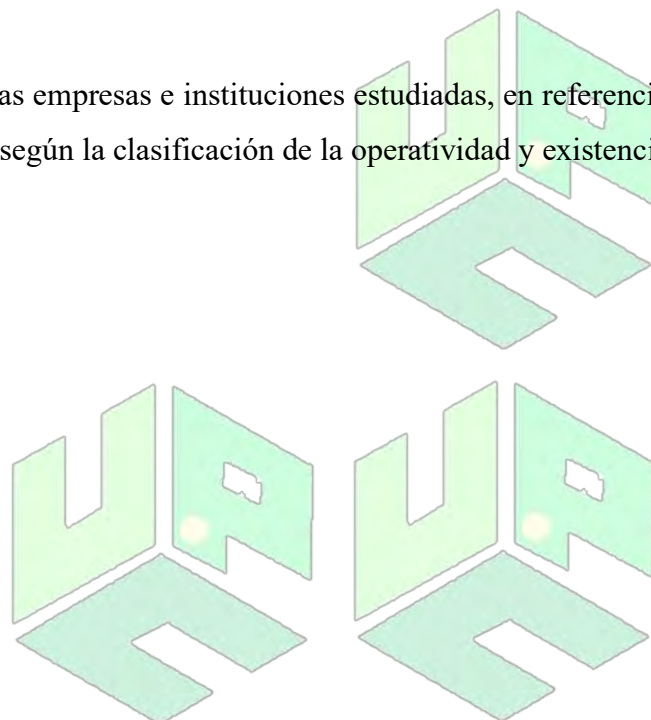 as empresas e instituciones estudiadas, en referenci
según la clasificación de la operatividad y existenci